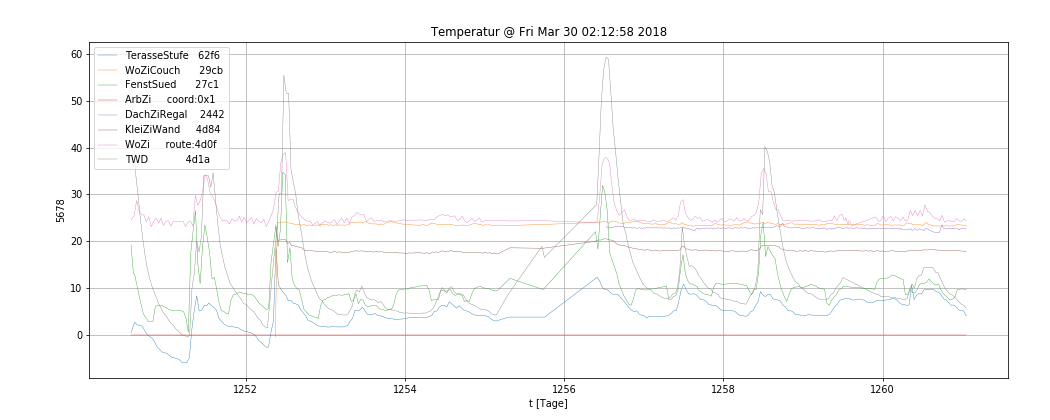 Temperatur @ Fri Mar 30 02:12:58 2018
60
50
40
30
20
10
0
5678
TerasseStufe 62f6
WoZiCouch 29cb
FenstSued 27c1
ArbZi coord:0x1
DachZiRegal 2442
KleiZiWand 4d84
WoZi route:4d0f
TWD 4d1a
1252 1254 1256 1258 1260
t [Tage]